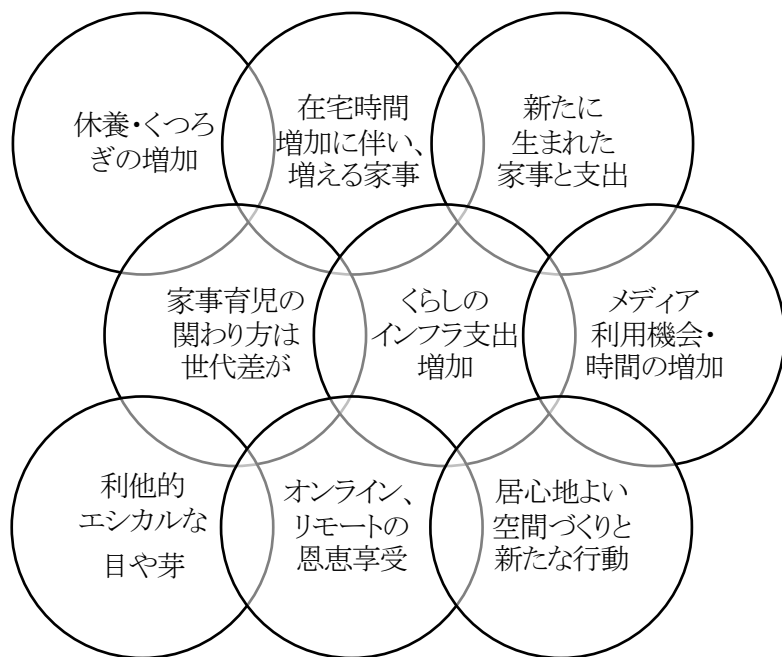 休養・くつろ
ぎの増加
在宅時間
増加に伴い、
増える家事
新たに
生まれた
家事と支出
家事育児の
関わり方は
世代差が
くらしの
インフラ支出
増加
メディア
利用機会・
時間の増加
利他的
エシカルな
目や芽
オンライン、
リモートの
恩恵享受
居心地よい
空間づくりと
新たな行動